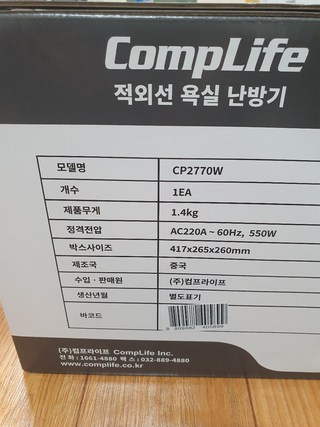 CompLife
적외선 욕실 난방기
모델명 CP2770W
개수 1EA
제품무게 1.4kg
정격전압 AC220A ~ 60Hz, 550W
박스사이즈 417x265x260mm
제조국 중국
수입 · 판매원 (주)컴프라이프
생산년월 별도표기
바코드
(주)컴프라이프 CompLife Inc.
전 화 : 1661-4880 팩 스 : 032-889-4880
www.complife.co.kr